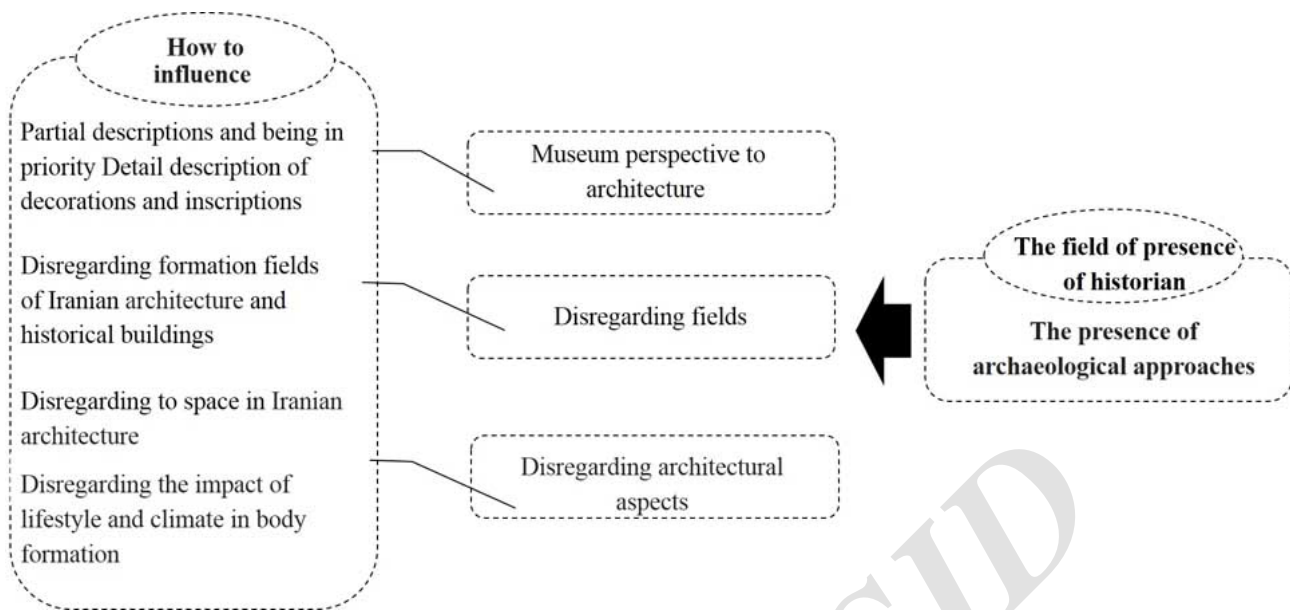 How to
influence
Partial descriptions and being in
priority Detail description of
decorations and inscriptions
Disregarding formation fields
of Iranian architecture and
historical buildings
Disregarding to space in Iranian
architecture
Disregarding the impact of
lifestyle and climate in body
formation
Museum perspective to
architecture
Disregarding fields
Disregarding architectural
aspects
The field of presence
of historian
The presence of
archaeological approaches
SID